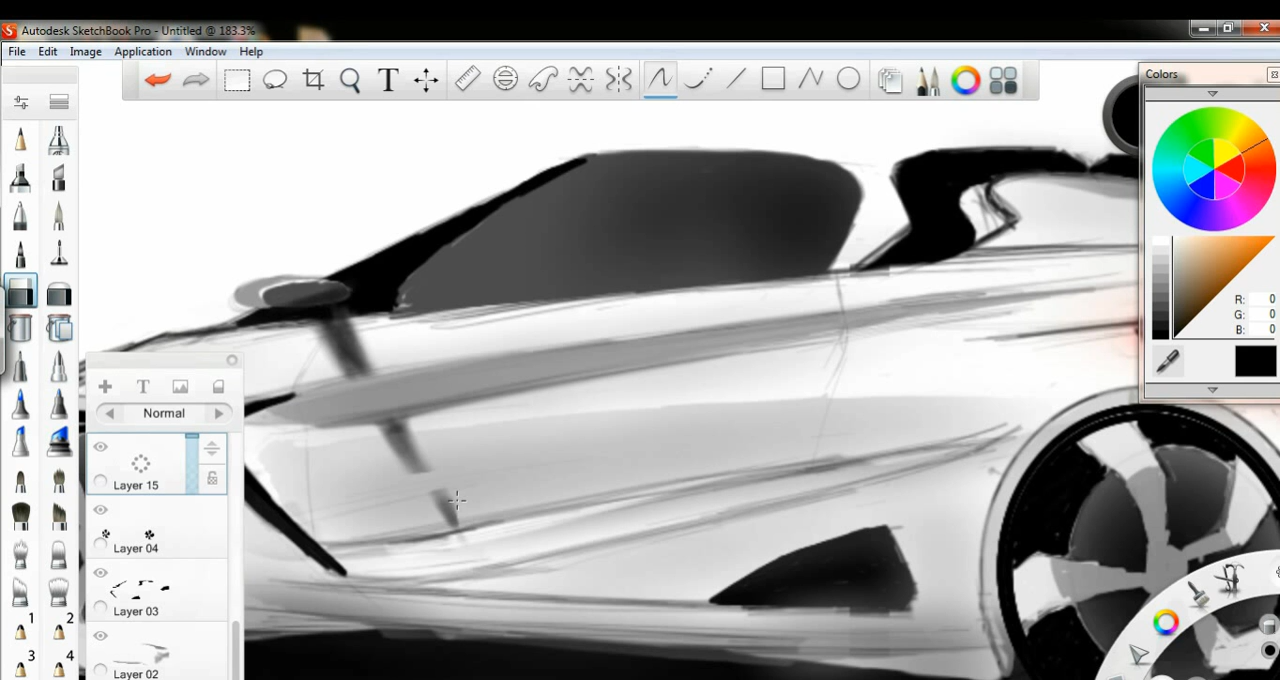 Autodesk SketchBook Pro - Untitled @ 183.3%
File Edit Image Application Window Help
T
Colors
R: 0
G: 0
B: 0
T
Normal
Layer 15
Layer 04
Layer 03
Layer 02
1 2
3 4